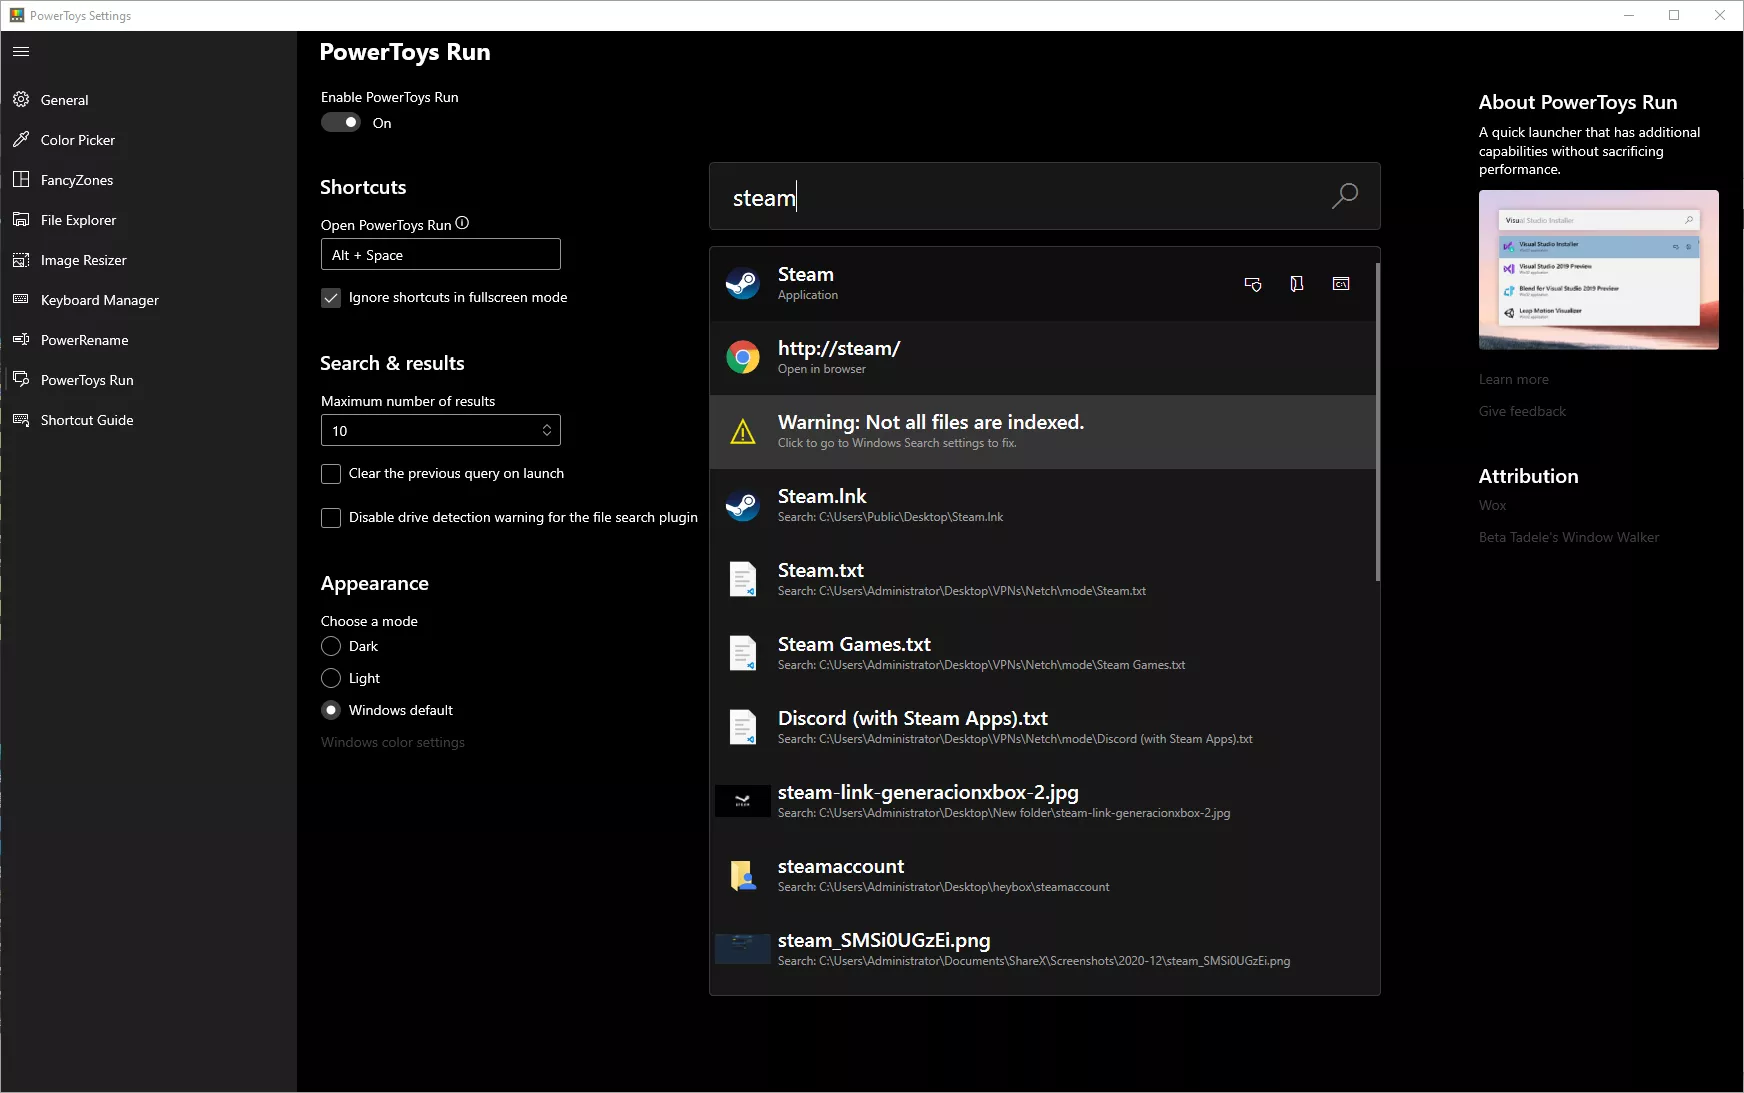 PowerToys Settings
General
Color Picker
FancyZones
File Explorer
Image Resizer
Keyboard Manager
PowerRename
PowerToys Run
Shortcut Guide
PowerToys Run
Enable PowerToys Run
On
Shortcuts
Open PowerToys Run
Alt + Space
Ignore shortcuts in fullscreen mode
Search & results
Maximum number of results
10
Clear the previous query on launch
Disable drive detection warning for the file search plugin
Appearance
Choose a mode
Dark
Light
Windows default
Windows color settings
steam
Steam
Application
http://steam/
Open in browser
Warning: Not all files are indexed.
Click to go to Windows Search settings to fix.
Steam.lnk
Search: C:\Users\Public\Desktop\Steam.lnk
Steam.txt
Search: C:\Users\Administrator\Desktop\VPNs\Netch\mode\Steam.txt
Steam Games.txt
Search: C:\Users\Administrator\Desktop\VPNs\Netch\mode\Steam Games.txt
Discord (with Steam Apps).txt
Search: C:\Users\Administrator\Desktop\VPNs\Netch\mode\Discord (with Steam Apps).txt
steam-link-generacionxbox-2.jpg
Search: C:\Users\Administrator\Desktop\New folder\steam-link-generacionxbox-2.jpg
steamaccount
Search: C:\Users\Administrator\Desktop\heybox\steamaccount
steam_SMSi0UGzEi.png
Search: C:\Users\Administrator\Documents\ShareX\Screenshots\2020-12\steam_SMSi0UGzEi.png
About PowerToys Run
A quick launcher that has additional
capabilities without sacrificing
performance.
Visual Studio Installer
Visual Studio Installer
Visual Studio 2019 Preview
Blend for Visual Studio 2019 Preview
Leap Motion Visualizer
Learn more
Give feedback
Attribution
Wox
Beta Tadele's Window Walker